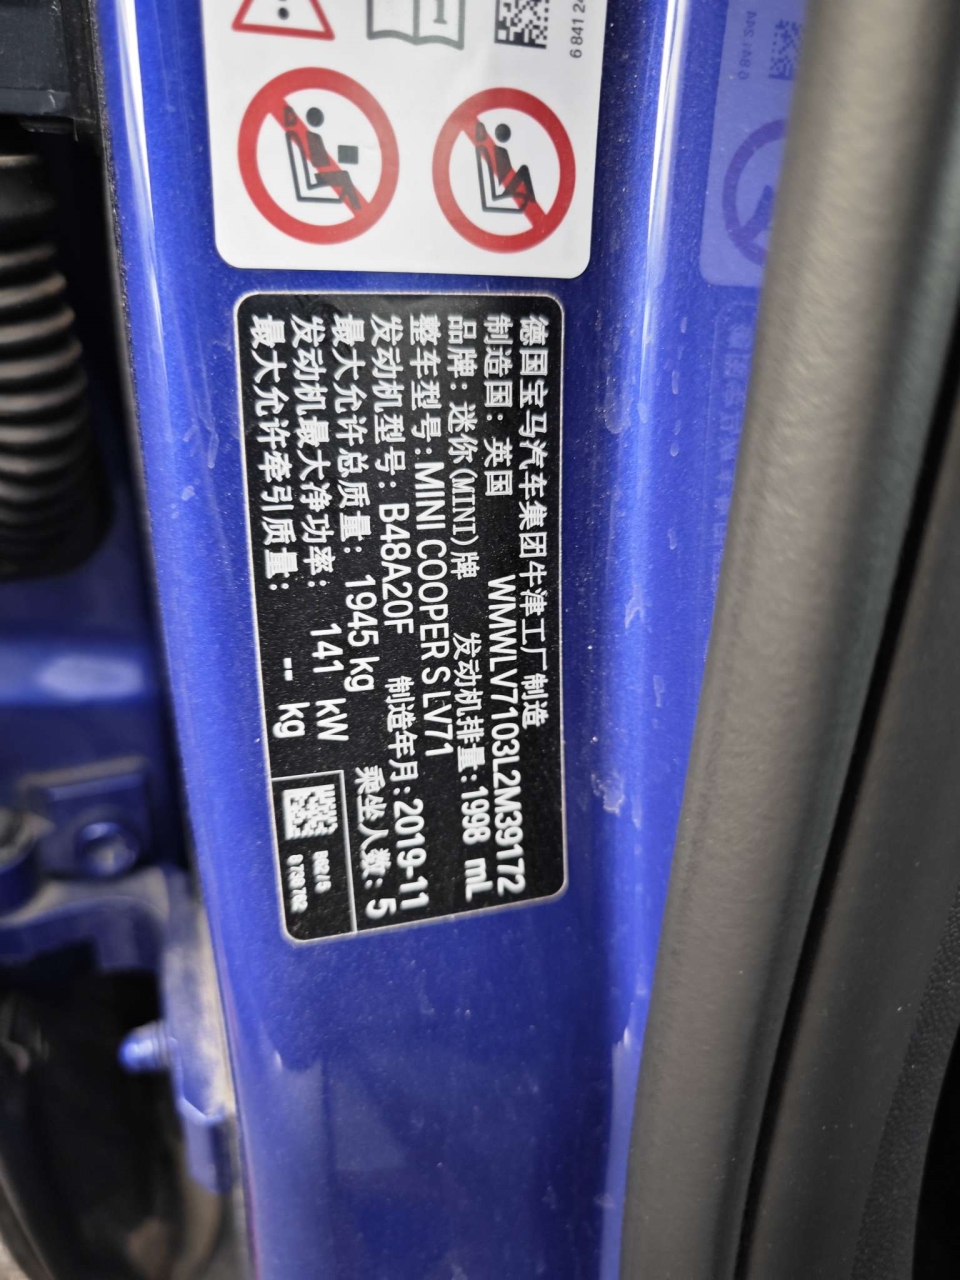 6 841 24
德国宝马汽车集团牛津工厂制造
制造国：英国 WMWLV7103L2M39172
品牌：迷你(MINI)牌 发动机排量：1998 mL
整车型号：MINI COOPER S LV71
发动机型号：B48A20F 制造年月：2019-11
最大允许总质量：1945 kg 乘坐人数：5
发动机最大净功率：141 kW
最大允许牵引质量：-- kg